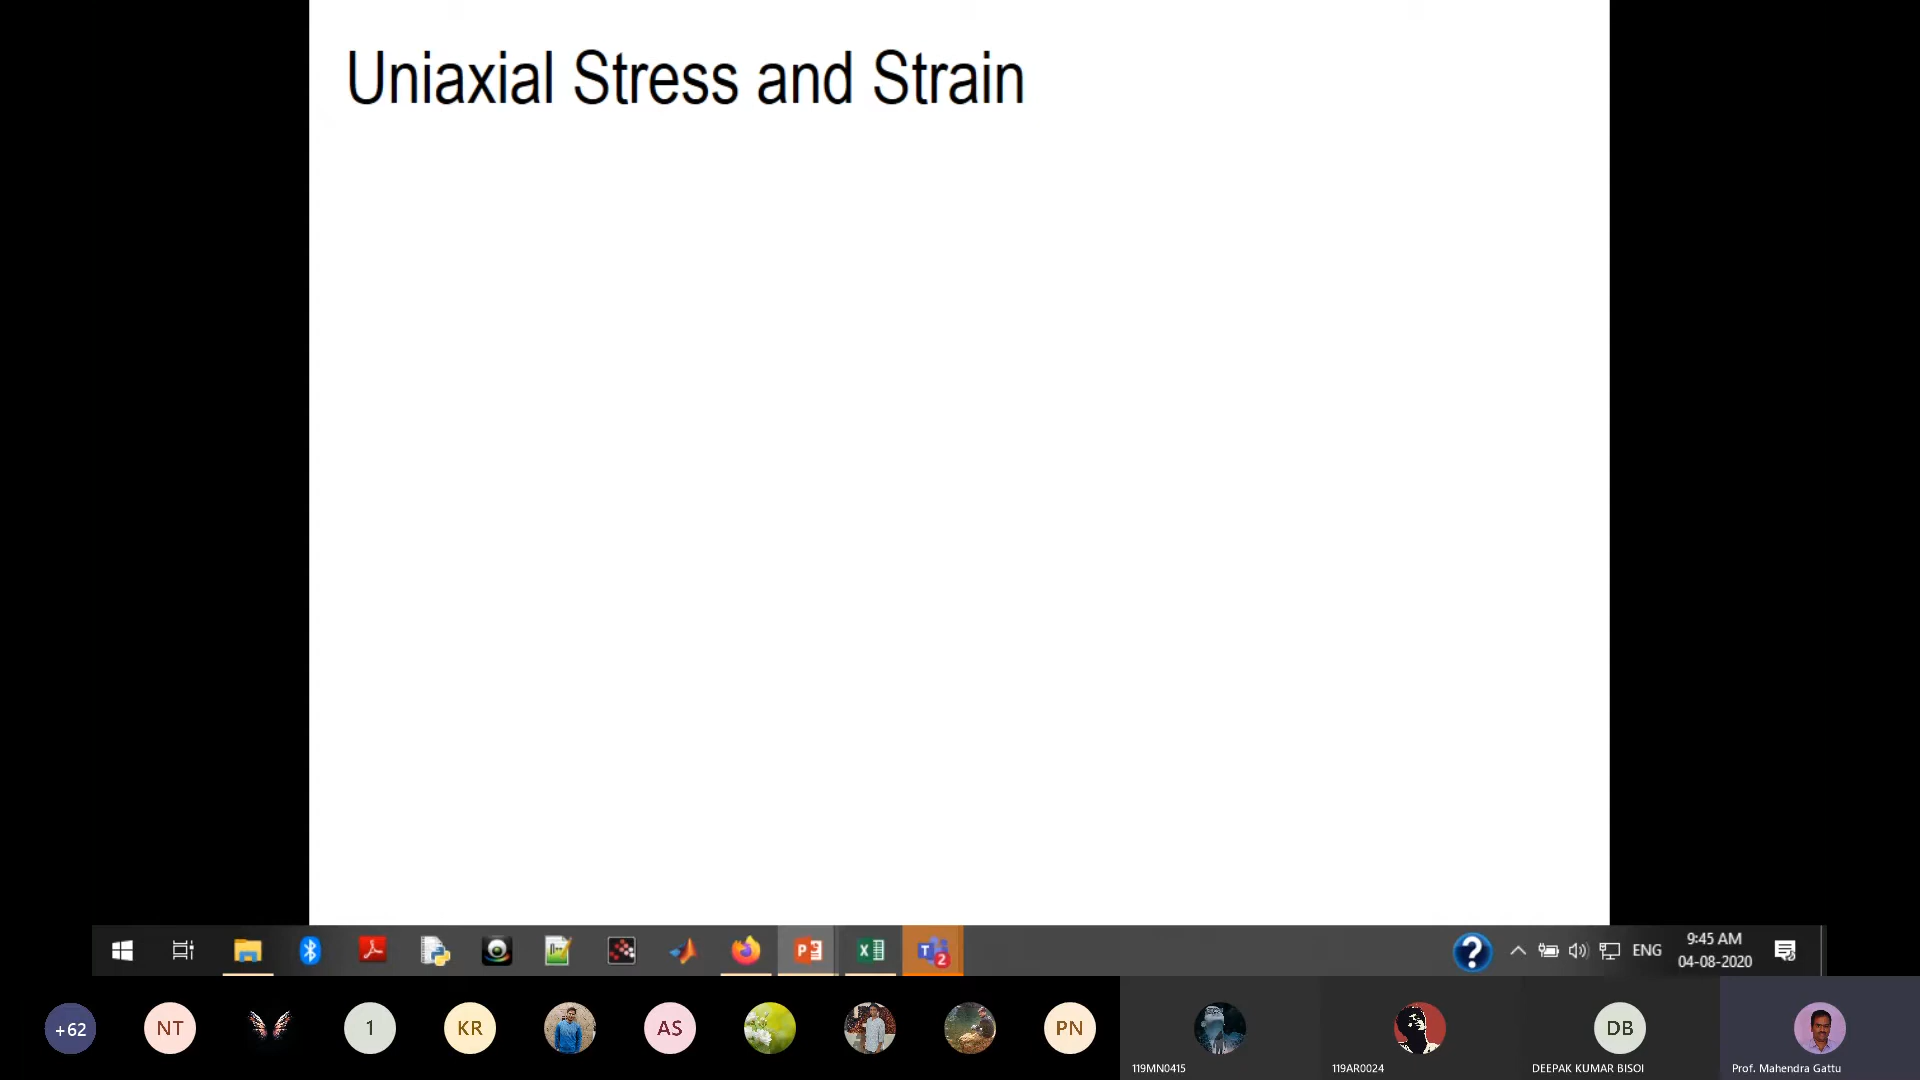 Uniaxial Stress and Strain
ENG
9:45 AM
04-08-2020
+62
NT
1
KR
AS
PN
DB
119MN0415
119AR0024
DEEPAK KUMAR BISOI
Prof. Mahendra Gattu